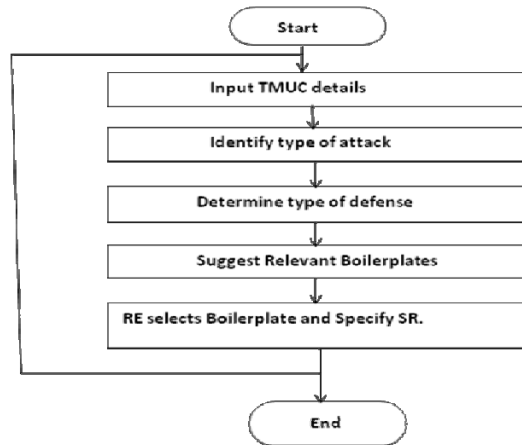 Start
Input TMUC details
Identify type of attack
Determine type of defense
Suggest Relevant Boilerplates
RE selects Boilerplate and Specify SR.
End